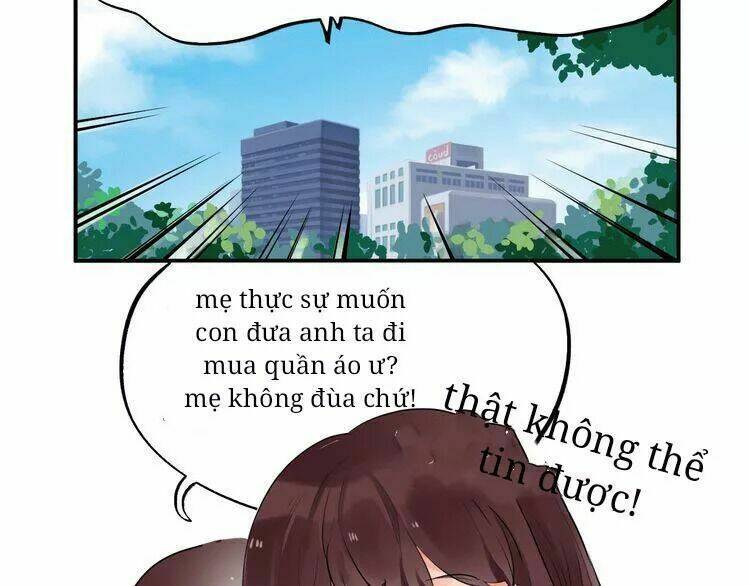 coud
mẹ thực sự muốn
con đưa anh ta đi
mua quần áo ư?
mẹ không đùa chứ!
thật không thể
tin được!